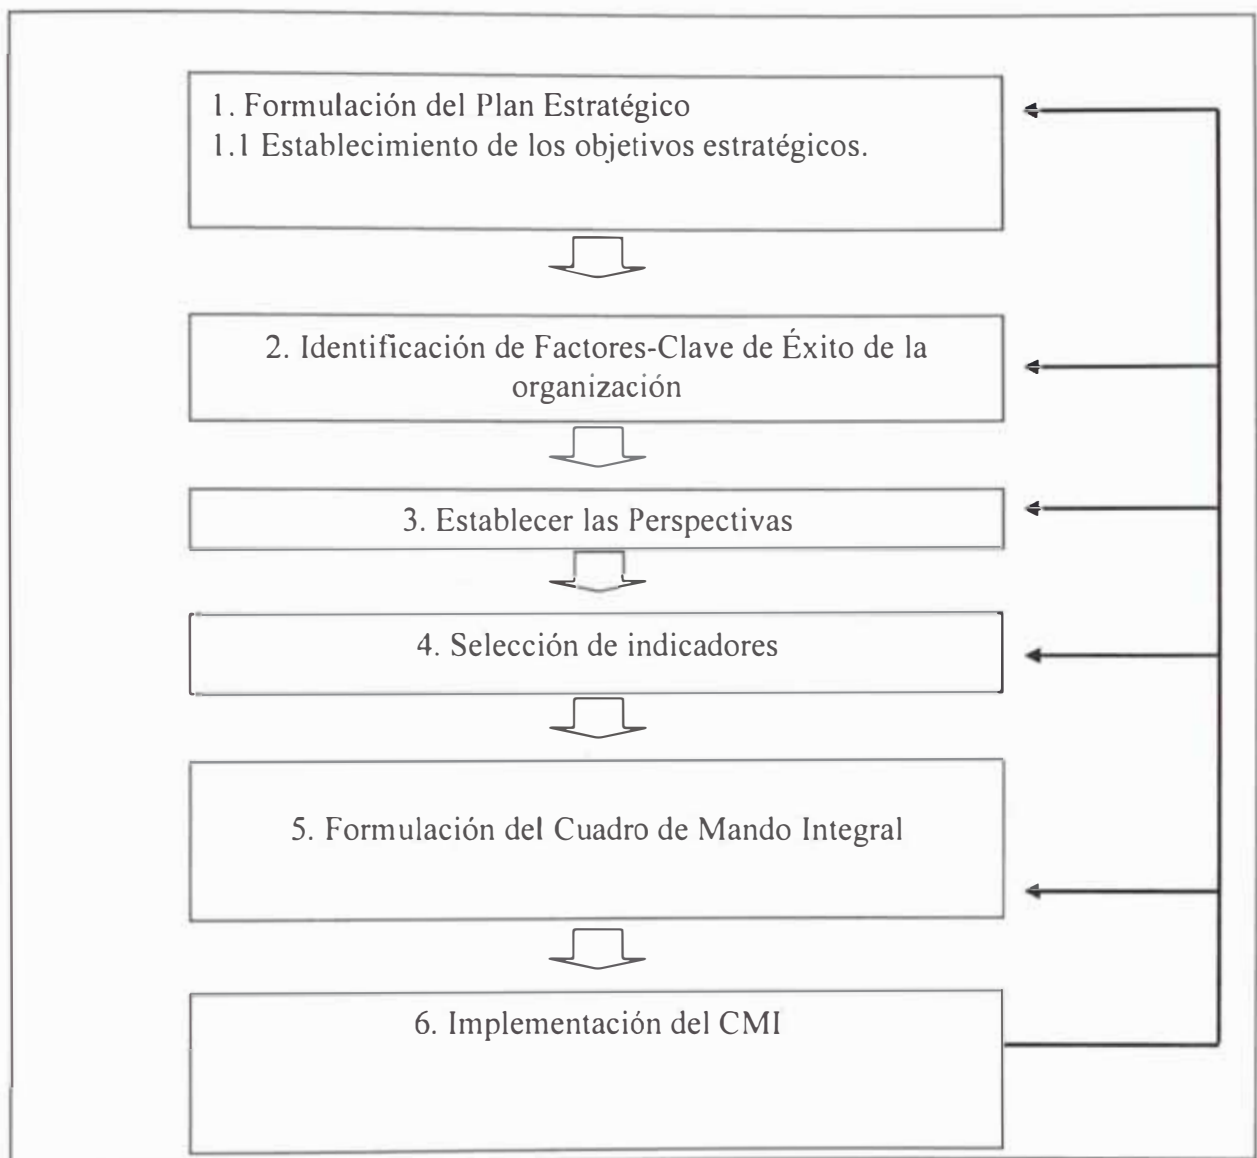 1. Formulación del Plan Estratégico
1.1 Establecimiento de los objetivos estratégicos.
2. Identificación de Factores-Clave de Éxito de la
organización
3. Establecer las Perspectivas
4. Selección de indicadores
5. Formulación del Cuadro de Mando Integral
6. Implementación del CMI